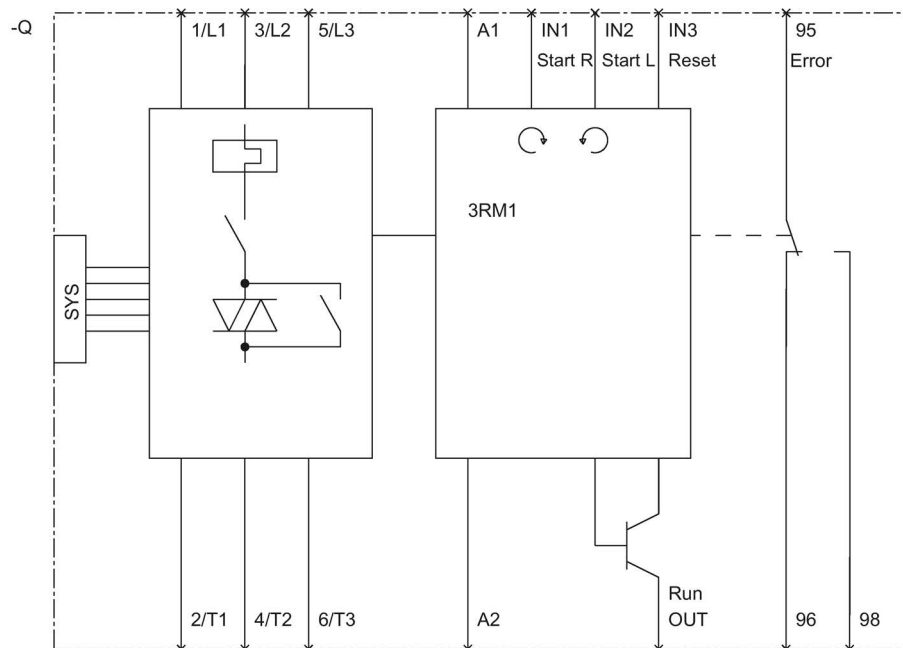 -Q
1/L1 3/L2 5/L3 A1 IN1 IN2 IN3 95
Start R Start L Reset Error
3RM1
SYS
Run
2/T1 4/T2 6/T3 A2 OUT 96 98